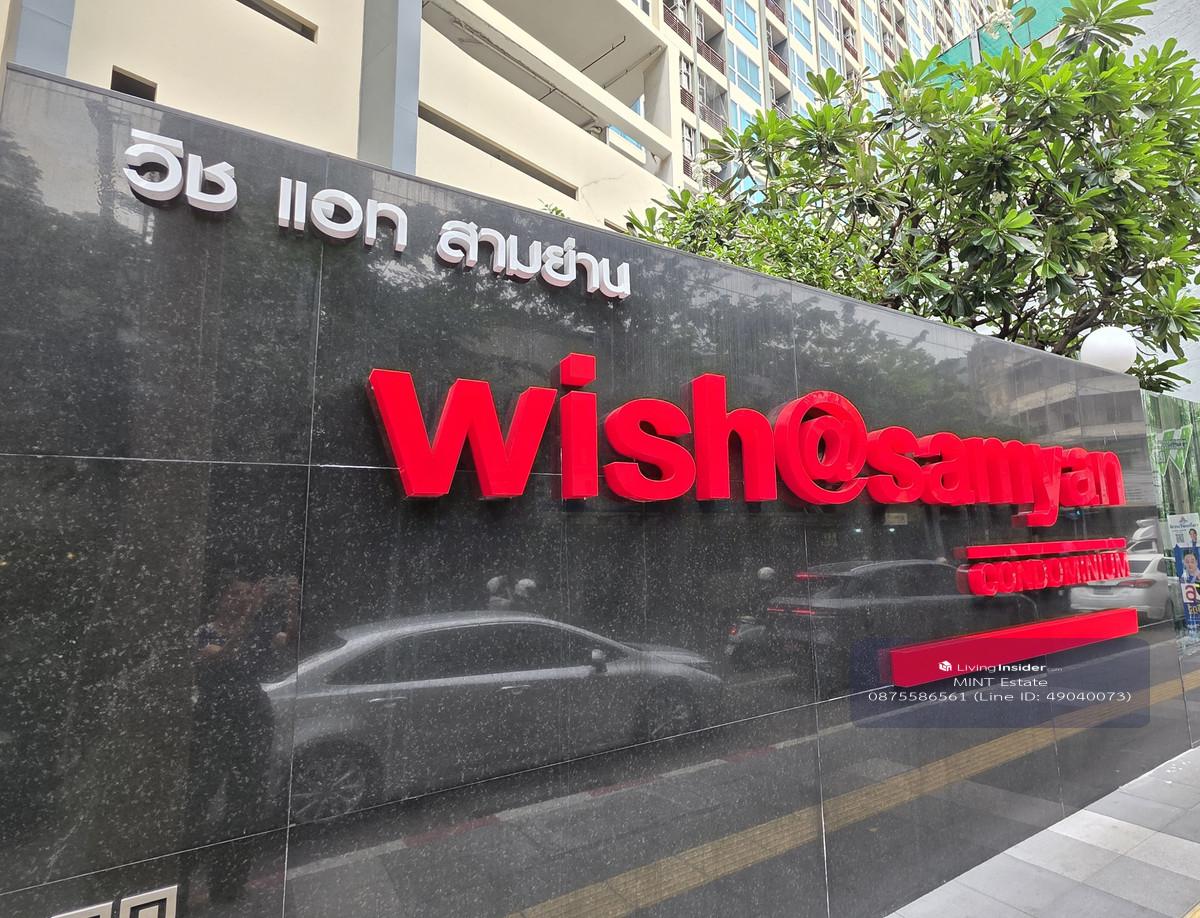 วิช แอท สามย่าน
wish@samyan
CONDOMINIUM
LivingInsider.com
MINT Estate
0875586561 (Line ID: 49040073)